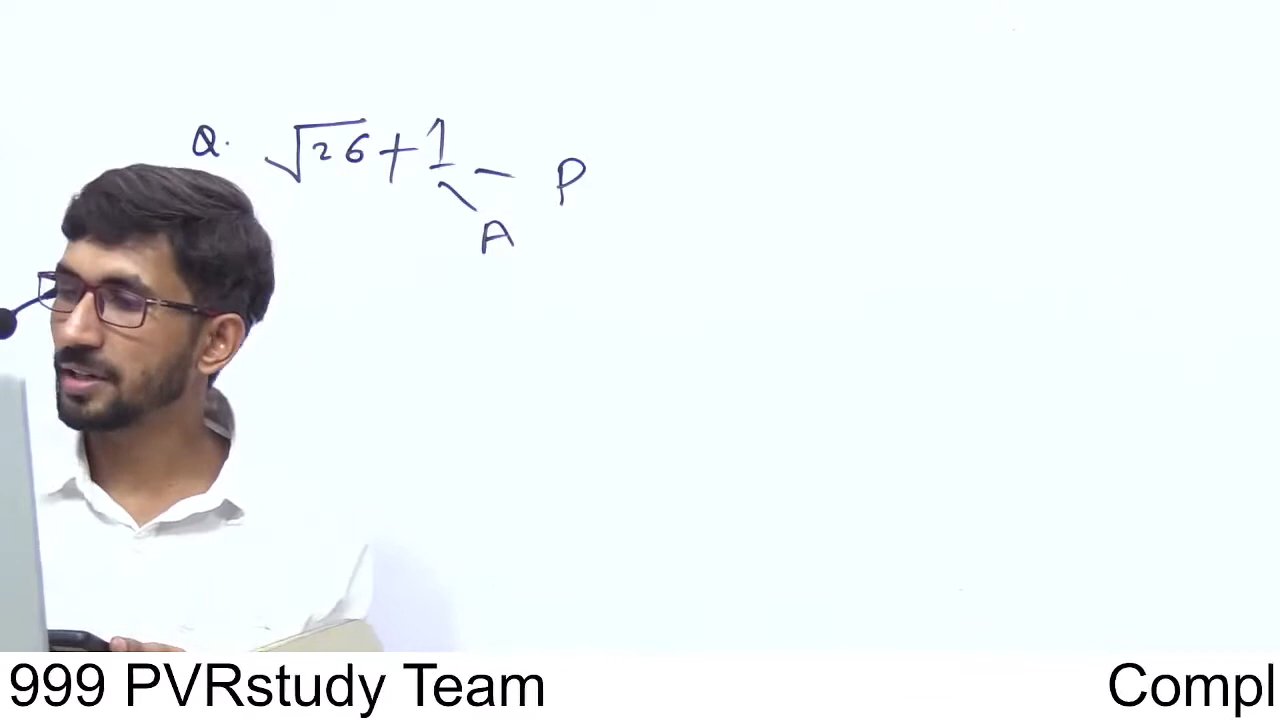 Q. √26 + 1 — P
A
999 PVRstudy Team Compl